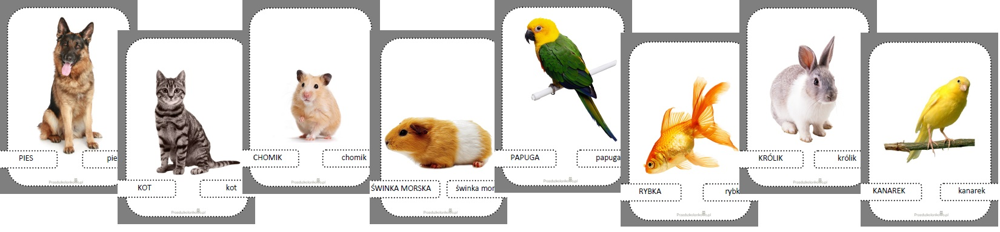 PIES
pie
Przedszkolankowo.pl
KOT
kot
Przedszkolankowo.pl
CHOMIK
chomik
Przedszkolankowo.pl
ŚWINKA MORSKA
świnka mor
Przedszkolankowo.pl
PAPUGA
papuga
Przedszkolankowo.pl
RYBKA
rybk
Przedszkolankowo.pl
KRÓLIK
królik
Przedszkolankowo.pl
KANAREK
kanarek
Przedszkolankowo.pl